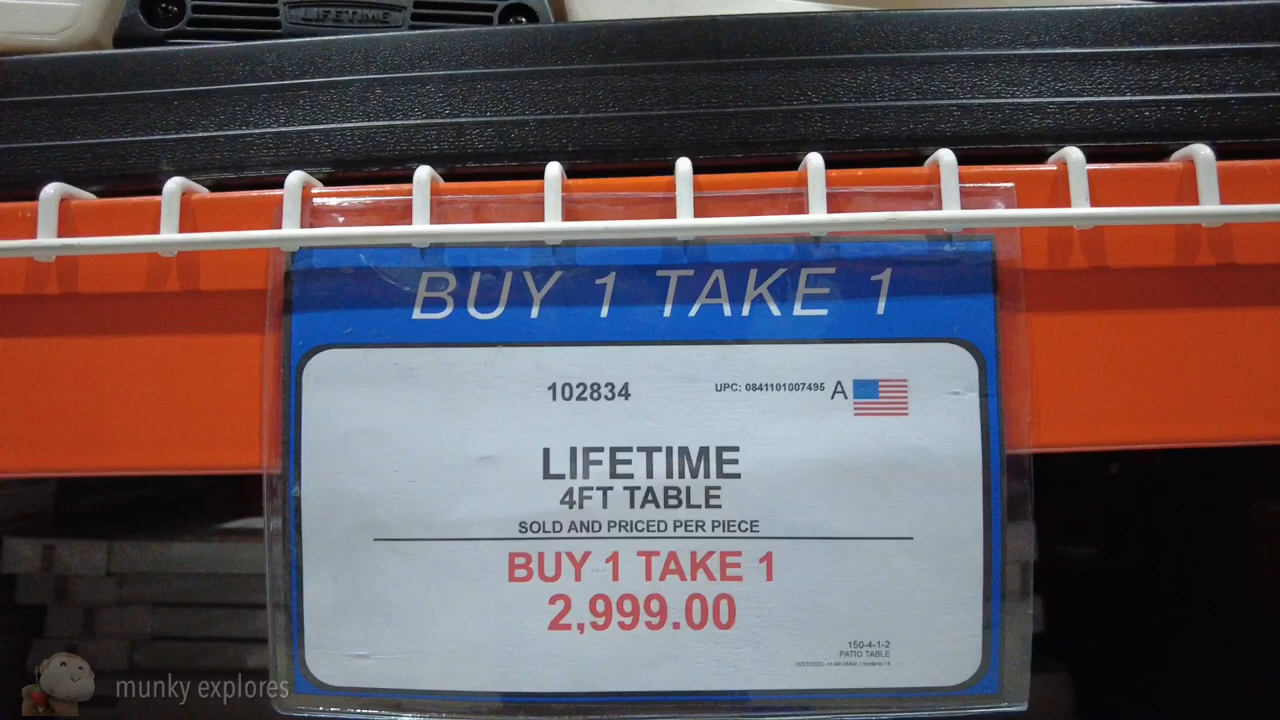 LIFETIME
BUY 1 TAKE 1
102834
UPC: 0841101007495 A
LIFETIME
4FT TABLE
SOLD AND PRICED PER PIECE
BUY 1 TAKE 1
2,999.00
150-4-1-2
PATIO TABLE
munky explores